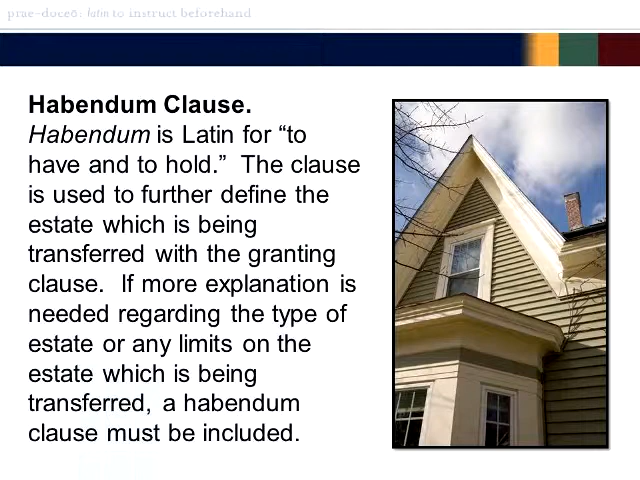 prae-doceō: latin to instruct beforehand
Habendum Clause.
Habendum is Latin for “to
have and to hold.”  The clause
is used to further define the
estate which is being
transferred with the granting
clause.  If more explanation is
needed regarding the type of
estate or any limits on the
estate which is being
transferred, a habendum
clause must be included.